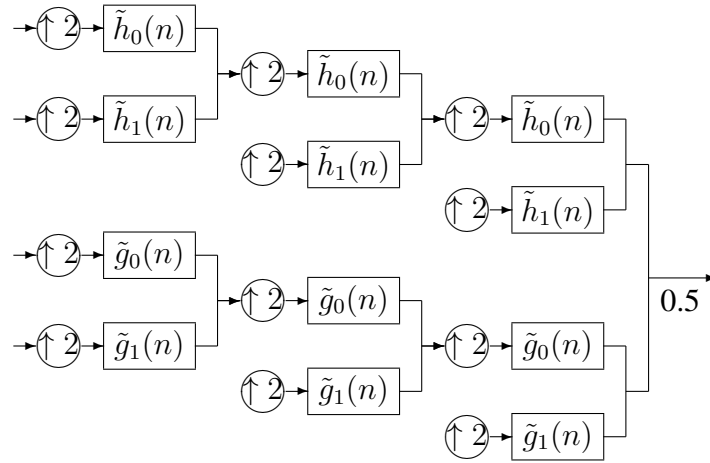 ↑ 2 h̃₀(n)
↑ 2 h̃₀(n)
↑ 2 h̃₁(n)
↑ 2 h̃₀(n)
↑ 2 h̃₁(n)
↑ 2 h̃₁(n)
↑ 2 g̃₀(n)
↑ 2 g̃₀(n)
0.5
↑ 2 g̃₁(n)
↑ 2 g̃₀(n)
↑ 2 g̃₁(n)
↑ 2 g̃₁(n)